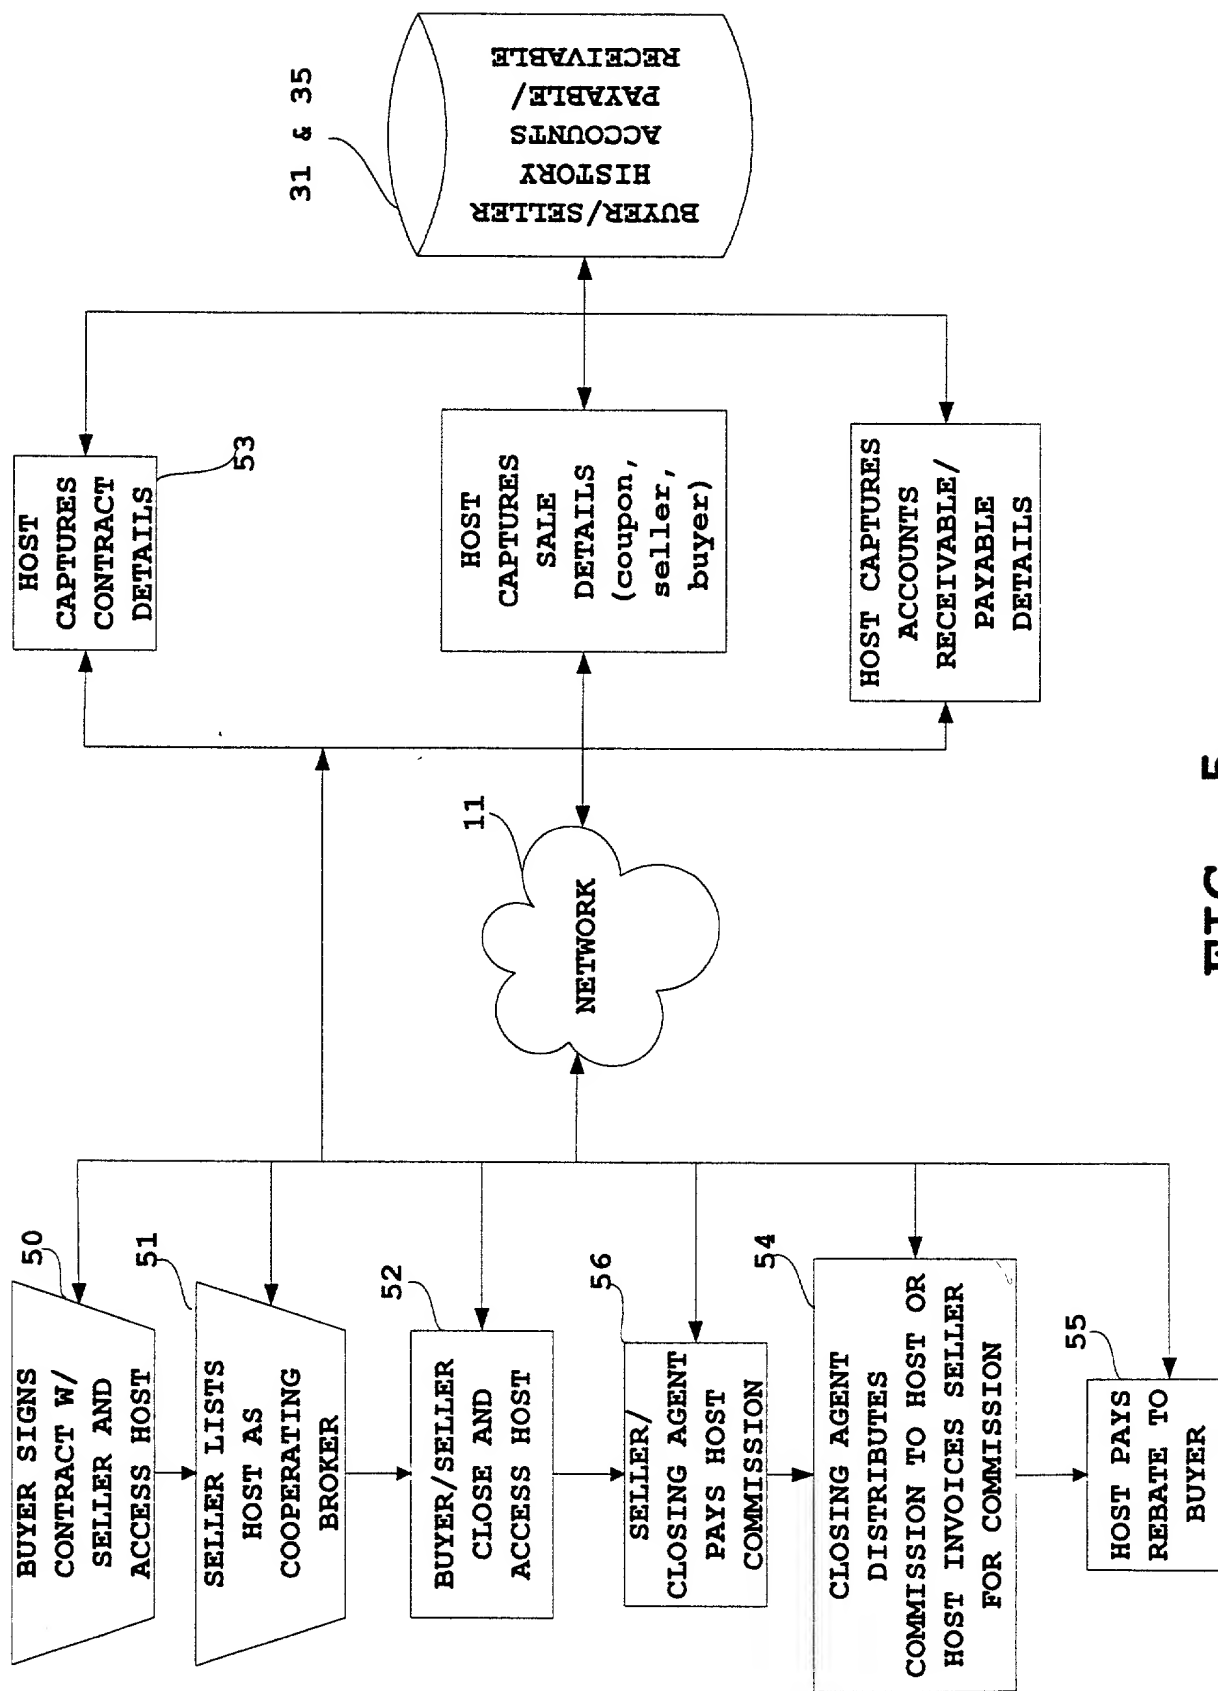 BUYER SIGNS
CONTRACT W/
SELLER AND
ACCESS HOST
50
SELLER LISTS
HOST AS
COOPERATING
BROKER
51
BUYER/SELLER
CLOSE AND
ACCESS HOST
52
SELLER/
CLOSING AGENT
PAYS HOST
COMMISSION
56
CLOSING AGENT
DISTRIBUTES
COMMISSION TO HOST OR
HOST INVOICES SELLER
FOR COMMISSION
54
HOST PAYS
REBATE TO
BUYER
55
NETWORK
11
HOST
CAPTURES
CONTRACT
DETAILS
53
HOST
CAPTURES
SALE
DETAILS
(coupon,
seller,
buyer)
HOST CAPTURES
ACCOUNTS
RECEIVABLE/
PAYABLE
DETAILS
31 & 35
BUYER/SELLER
HISTORY
ACCOUNTS
PAYABLE/
RECEIVABLE
FIG. 5